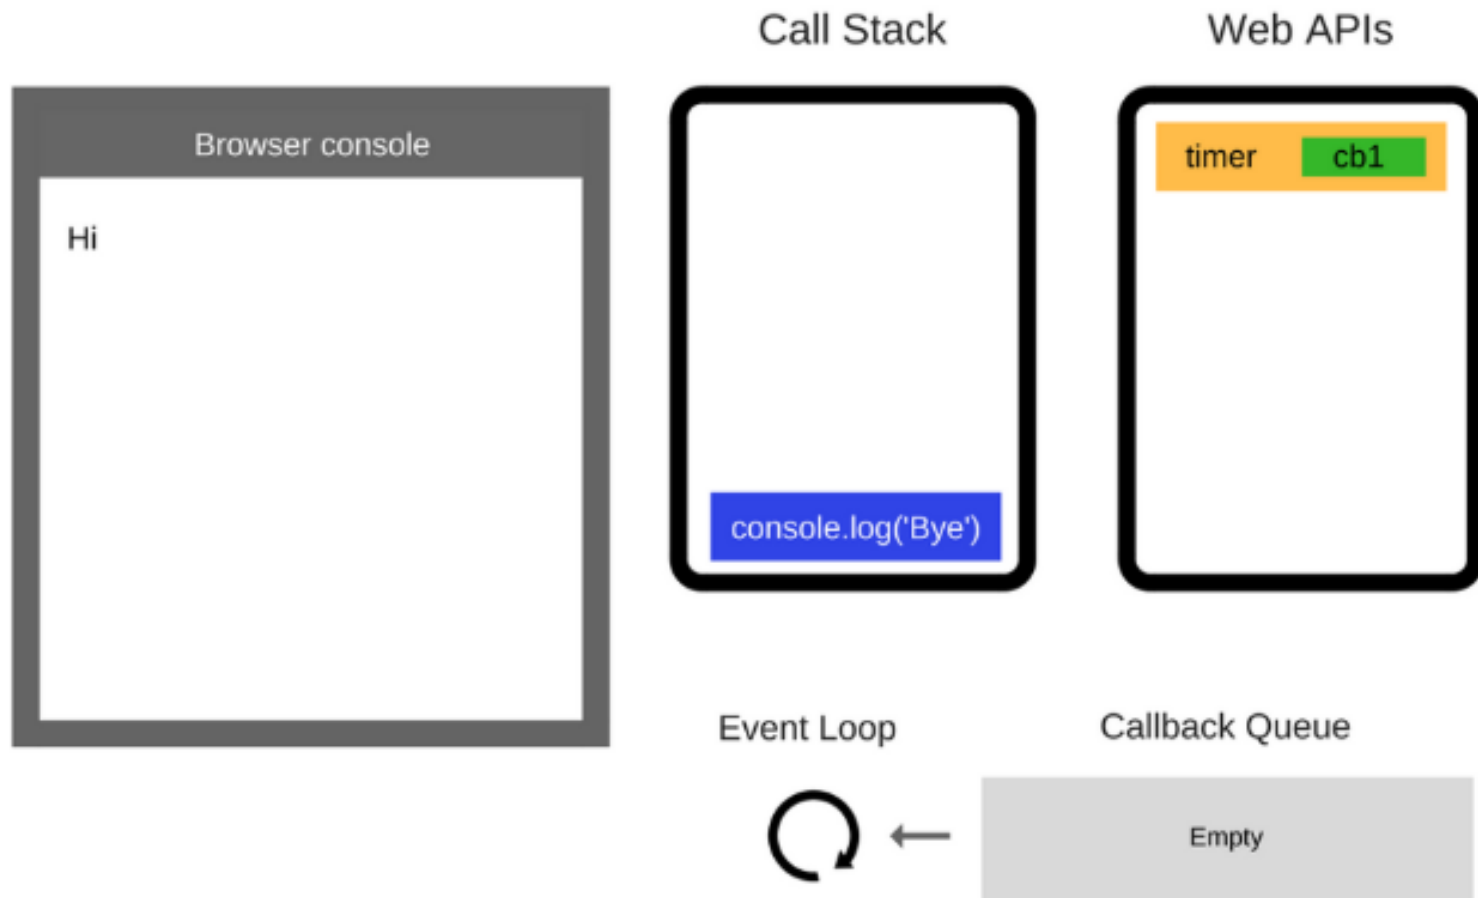 Call Stack
Web APIs
Browser console
timer
cb1
Hi
console.log('Bye')
Event Loop
Callback Queue
Empty